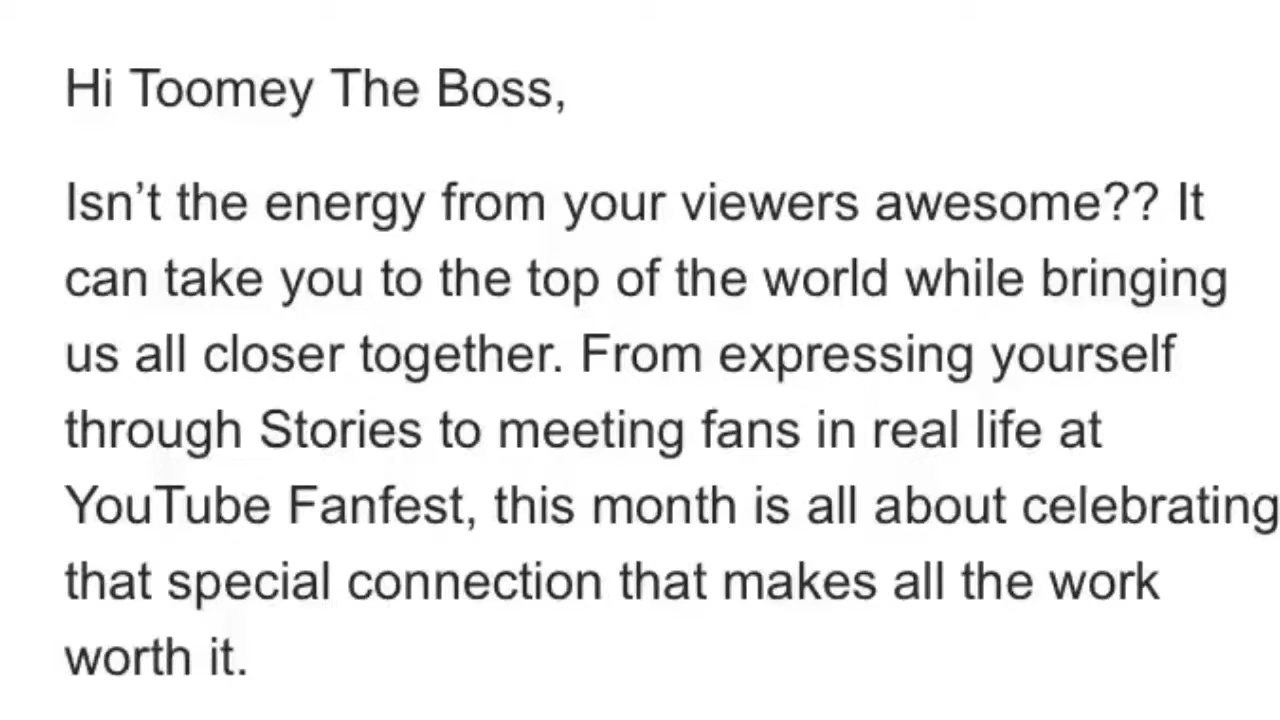 Hi Toomey The Boss,
Isn’t the energy from your viewers awesome?? It
can take you to the top of the world while bringing
us all closer together. From expressing yourself
through Stories to meeting fans in real life at
YouTube Fanfest, this month is all about celebrating
that special connection that makes all the work
worth it.